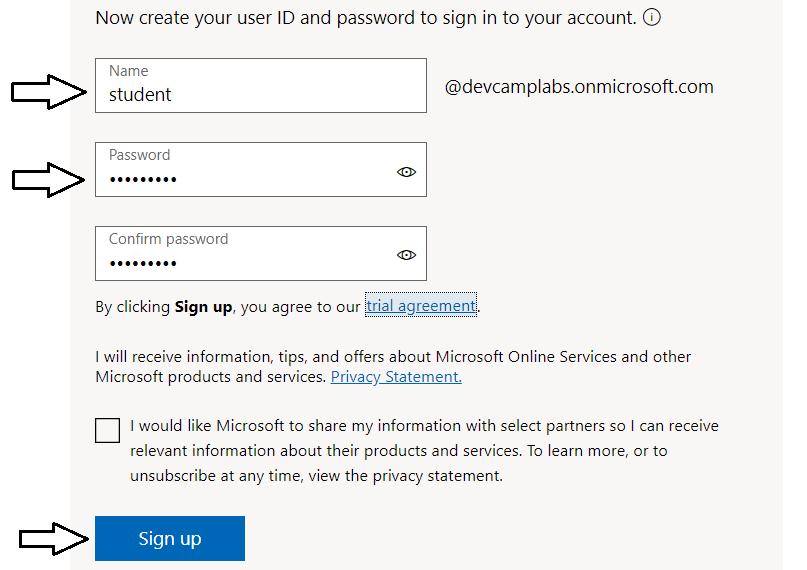 Now create your user ID and password to sign in to your account.
Name
student
@devcamplabs.onmicrosoft.com
Password
•••••••••
Confirm password
•••••••••
By clicking Sign up, you agree to our trial agreement.
I will receive information, tips, and offers about Microsoft Online Services and other
Microsoft products and services. Privacy Statement.
I would like Microsoft to share my information with select partners so I can receive
relevant information about their products and services. To learn more, or to
unsubscribe at any time, view the privacy statement.
Sign up